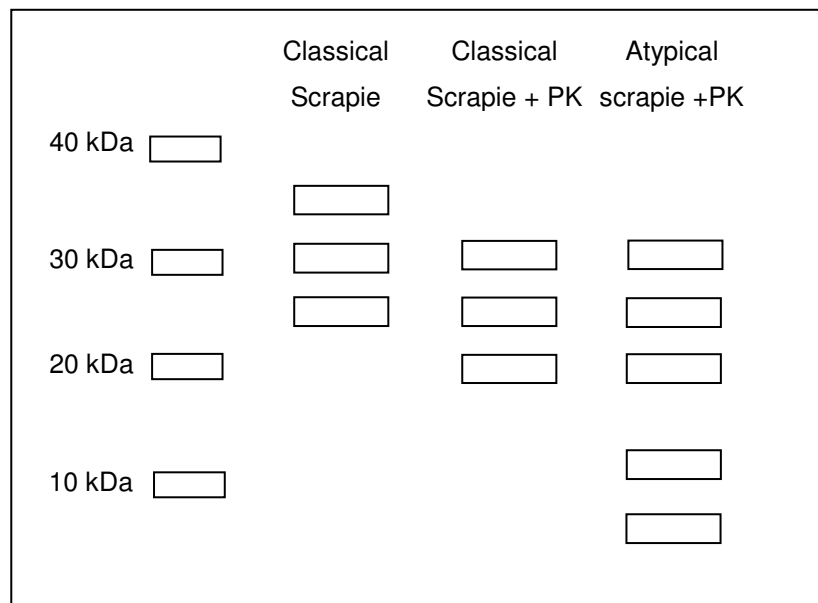 Classical Classical Atypical
Scrapie Scrapie + PK scrapie +PK
40 kDa
30 kDa
20 kDa
10 kDa